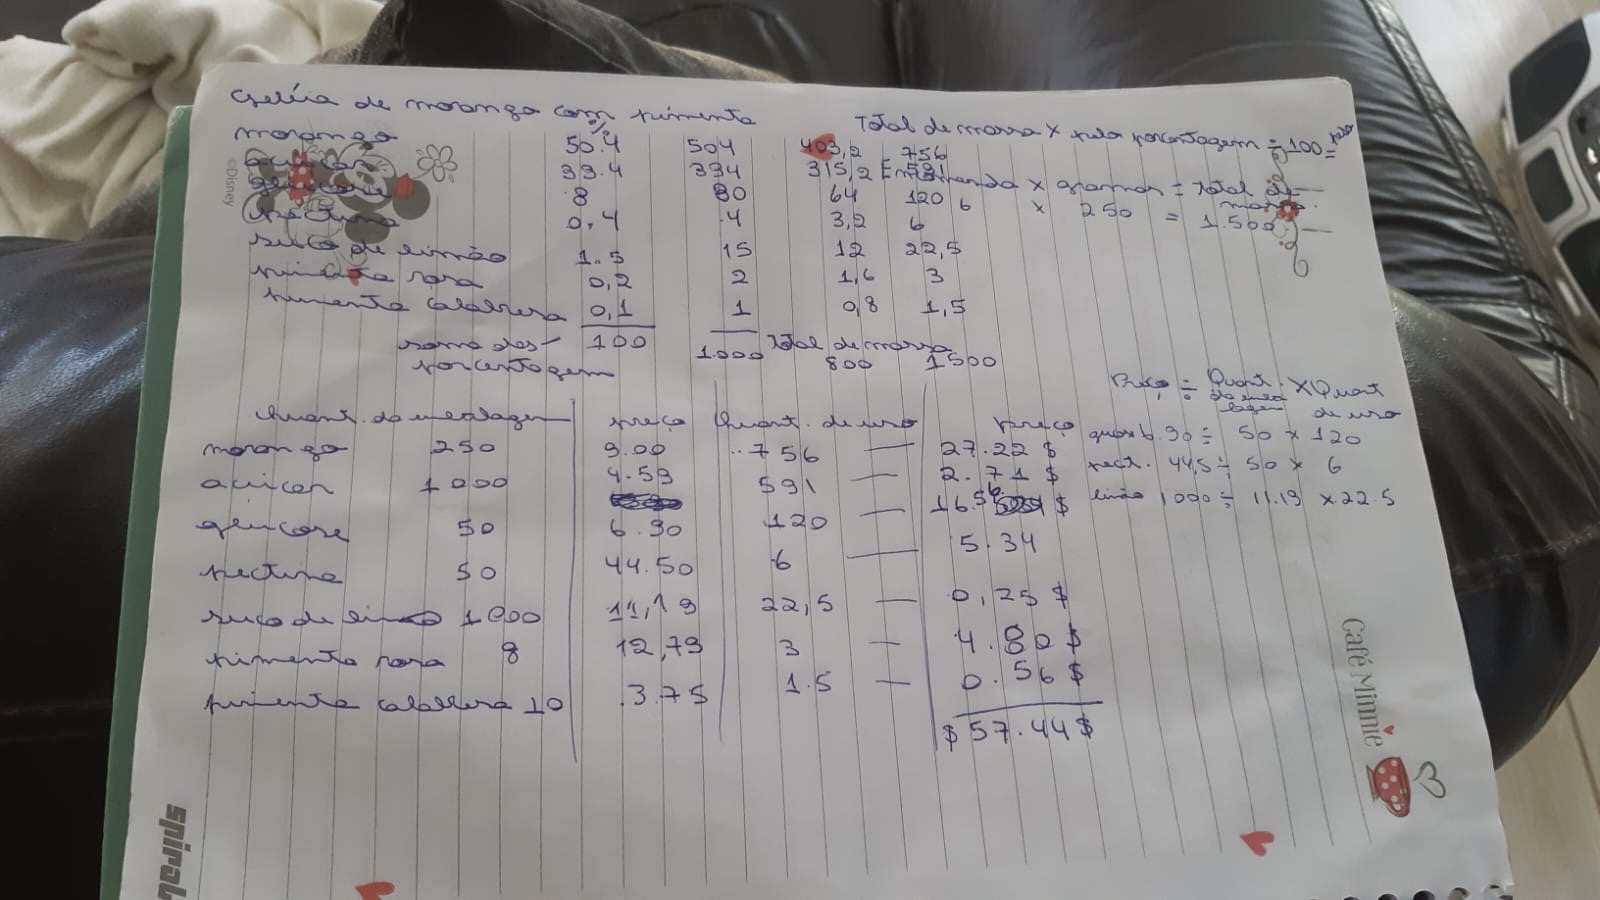 Geléia de morango com pimenta
Total de massa x pela porcentagem ÷ 100 =
%
morango 50.4 504 403,2 756
açúcar 39.4 394 315,2 591
Encomenda x gramas = Total de massa.
glicose 8 80 64 120
6 x 250 = 1.500
pectina 0,4 4 3,2 6
suco de limão 1.5 15 12 22,5
pimenta rosa 0,2 2 1,6 3
pimenta calabresa 0,1 1 0,8 1,5
soma das porcentagem 100 1.000 Total de massa 800 1500
Preço ÷ Quant. da embalagem X Quant de uso
Quant. da embalagem preço Quant. de uso preço
morango 250 9.00 756 — 27.22 $
açúcar 1000 4.59 591 — 2.71 $
glicose 50 6.90 120 — 16.56 $
pectina 50 44.50 6 — 5.34
suco de limão 1000 11,19 22,5 — 0,25 $
pimenta rosa 8 12,79 3 — 4.80 $
pimenta calabresa 10 3.75 1.5 — 0.56 $
$ 57.44 $
6.90 ÷ 50 x 120
pect. 44,5 ÷ 50 x 6
limão 1000 ÷ 11.19 x 22.5
©Disney
Café Minnie
spiral